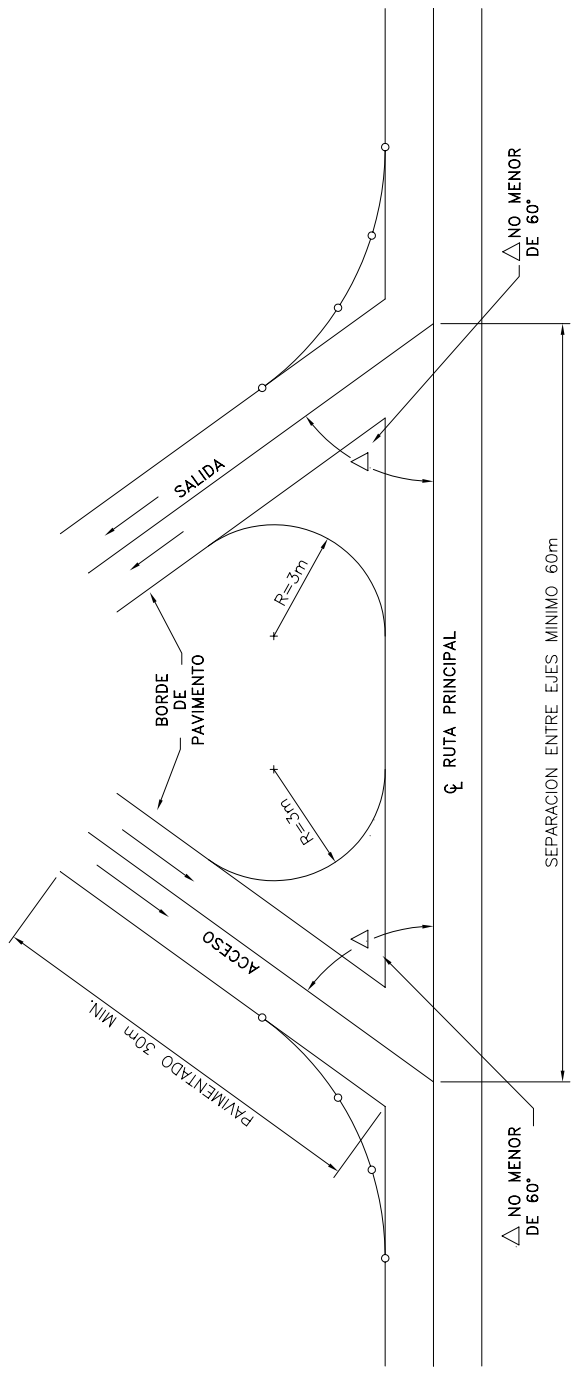 NO MENOR
DE 60°
SALIDA
R=3m
BORDE
DE
PAVIMENTO
℄ RUTA PRINCIPAL
SEPARACION ENTRE EJES MINIMO 60m
R=3m
ACCESO
PAVIMENTADO 30m MIN.
NO MENOR
DE 60°